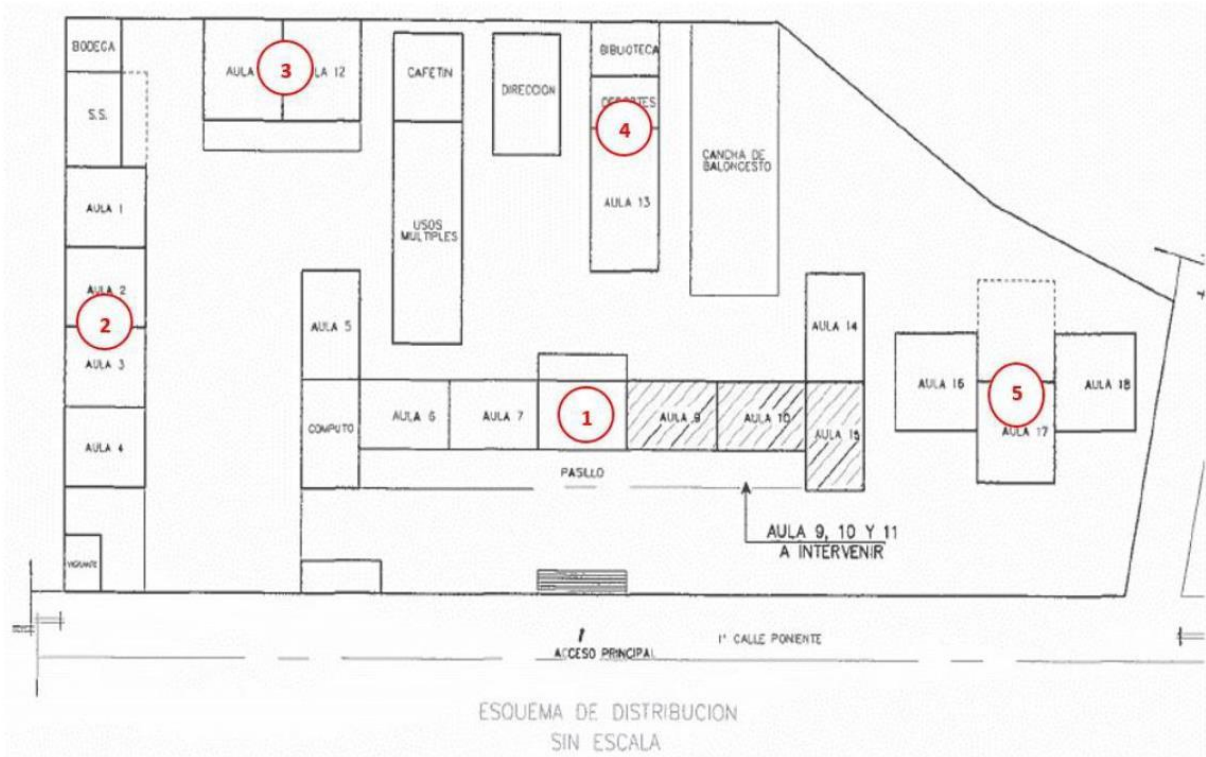 BODEGA
S.S.
AULA 1
AULA 2
2
AULA 3
AULA 4
VIGILANTE
AULA
3
LA 12
CAFETIN
USOS
MULTIPLES
DIRECCION
BIBLIOTECA
DEPORTES
4
AULA 13
CANCHA DE
BALONCESTO
AULA 5
COMPUTO
AULA 6
AULA 7
1
AULA 9
AULA 10
AULA 14
AULA 15
AULA 16
5
AULA 17
AULA 18
PASILLO
AULA 9, 10 Y 11
A INTERVENIR
ACCESO PRINCIPAL
1ª CALLE PONIENTE
ESQUEMA DE DISTRIBUCION
SIN ESCALA